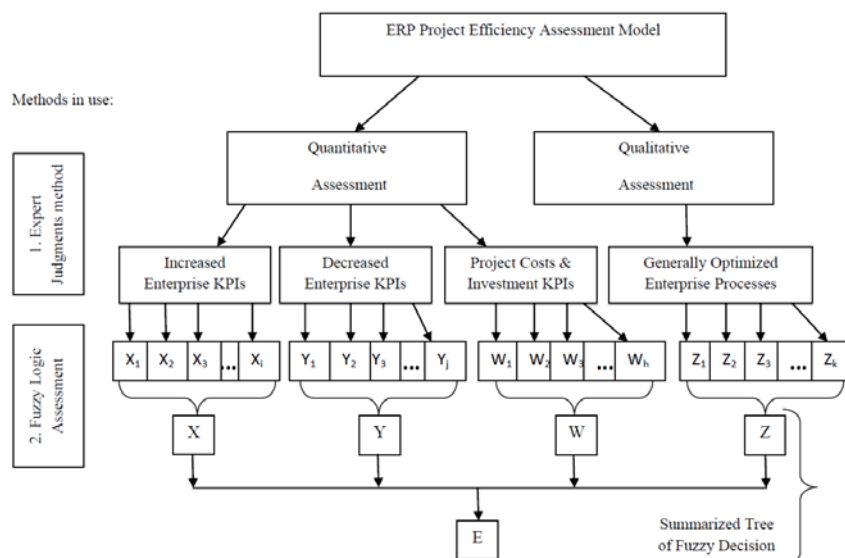 ERP Project Efficiency Assessment Model
Methods in use:
Quantitative
Assessment
Qualitative
Assessment
1. Expert
Judgments method
Increased
Enterprise KPIs
Decreased
Enterprise KPIs
Project Costs &
Investment KPIs
Generally Optimized
Enterprise Processes
2. Fuzzy Logic
Assessment
X₁ X₂ X₃ ... Xᵢ
Y₁ Y₂ Y₃ ... Yⱼ
W₁ W₂ W₃ ... Wₕ
Z₁ Z₂ Z₃ ... Zₖ
X
Y
W
Z
E
Summarized Tree
of Fuzzy Decision